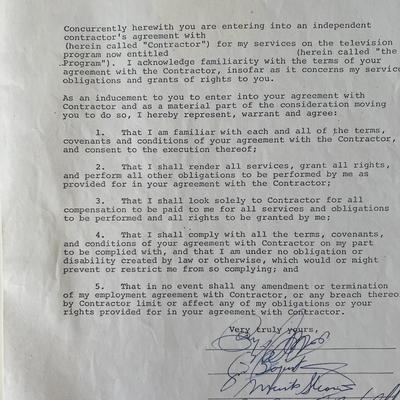 Concurrently herewith you are entering into an independent
contractor's agreement with
(herein called "Contractor") for my services on the television
program now entitled (herein called "the
Program"). I acknowledge familiarity with the terms of your
agreement with the Contractor, insofar as it concerns my service
obligations and grants of rights to you.
As an inducement to you to enter into your agreement with
Contractor and as a material part of the consideration moving
you to do so, I hereby represent, warrant and agree:
1. That I am familiar with each and all of the terms,
covenants and conditions of your agreement with the Contractor,
and consent to the execution thereof;
2. That I shall render all services, grant all rights,
and perform all other obligations to be performed by me as
provided for in your agreement with the Contractor;
3. That I shall look solely to Contractor for all
compensation to be paid to me for all services and obligations
to be performed and all rights to be granted by me;
4. That I shall comply with all the terms, covenants,
and conditions of your agreement with Contractor on my part
to be complied with, and that I am under no obligation or
disability created by law or otherwise, which would or might
prevent or restrict me from so complying; and
5. That in no event shall any amendment or termination
of my employment agreement with Contractor, or any breach thereo
by Contractor limit or affect any of my obligations or your
rights provided for in your agreement with Contractor.
Very truly yours,